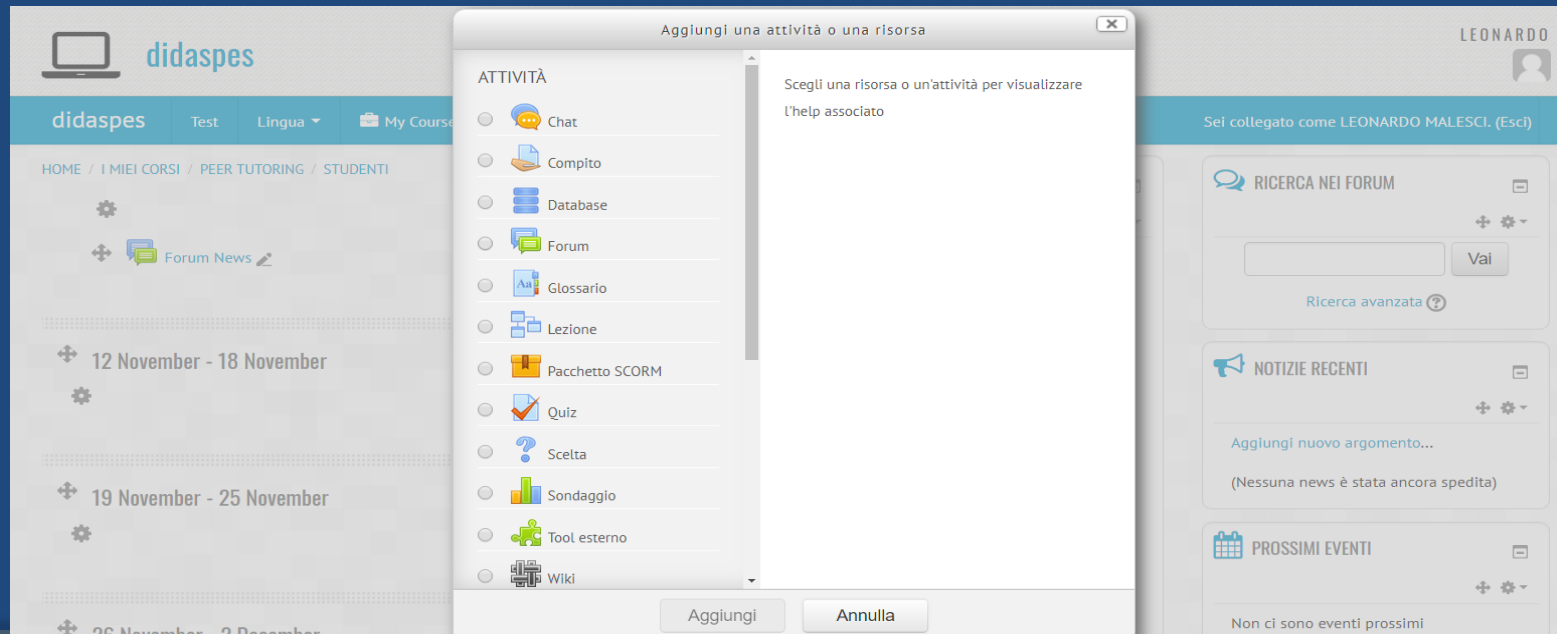 Aggiungi una attività o una risorsa
LEONARDO
didaspes
didaspes Test Lingua My Course
Sei collegato come LEONARDO MALESCI. (Esci)
HOME / I MIEI CORSI / PEER TUTORING / STUDENTI
Forum News
12 November - 18 November
19 November - 25 November
26 November - 2 December
ATTIVITÀ
Chat
Compito
Database
Forum
Glossario
Lezione
Pacchetto SCORM
Quiz
Scelta
Sondaggio
Tool esterno
Wiki
Scegli una risorsa o un'attività per visualizzare
l'help associato
Aggiungi Annulla
RICERCA NEI FORUM
Vai
Ricerca avanzata
NOTIZIE RECENTI
Aggiungi nuovo argomento...
(Nessuna news è stata ancora spedita)
PROSSIMI EVENTI
Non ci sono eventi prossimi